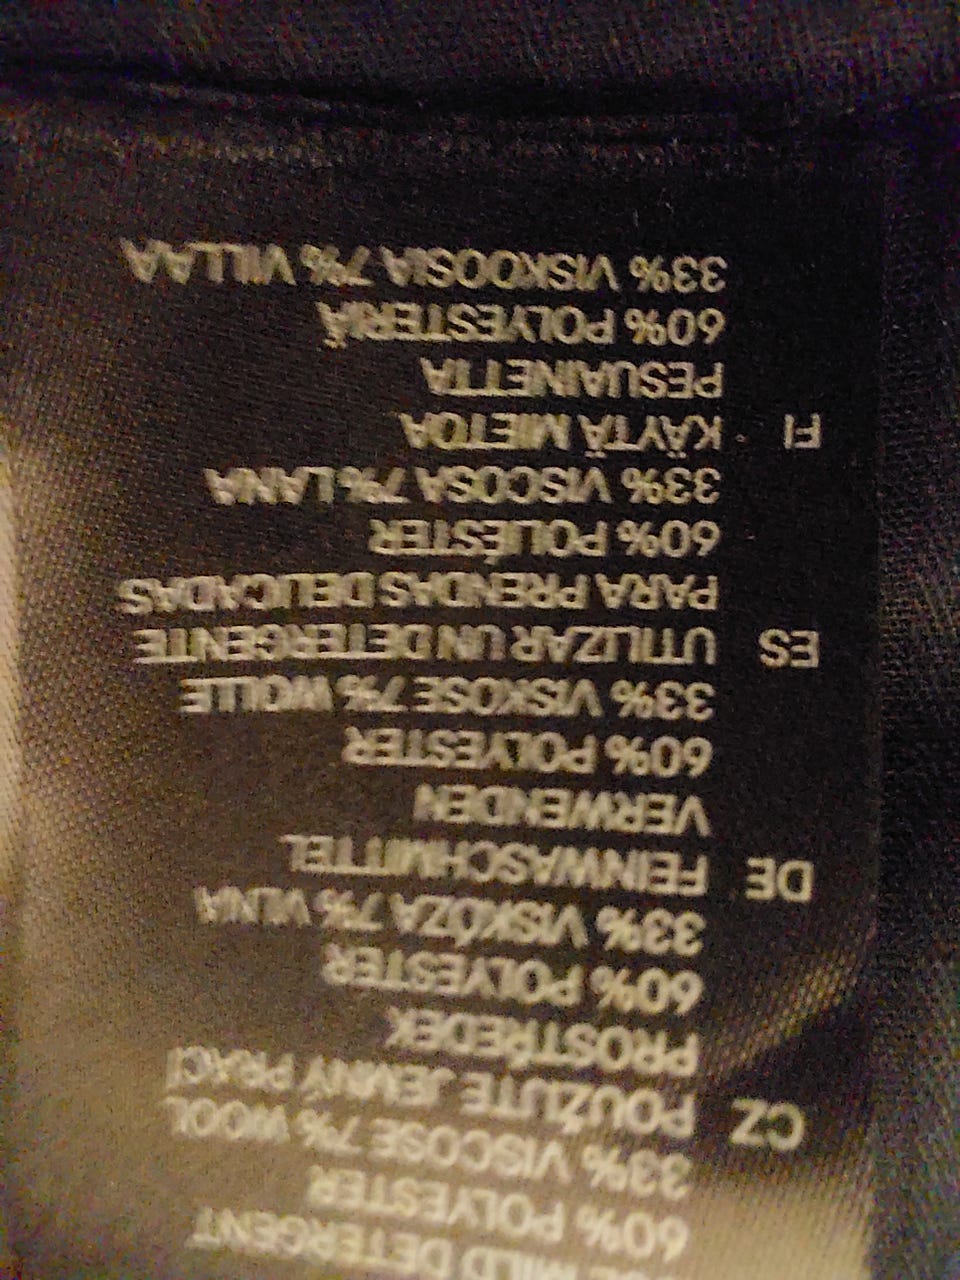 MILD DETERGENT
60% POLYESTER
33% VISCOSE 7% WOOL
CZ POUŽIJTE JEMNÝ PRACÍ
PROSTŘEDEK
60% POLYESTER
33% VISKÓZA 7% VLNA
DE FEINWASCHMITTEL
VERWENDEN
60% POLYESTER
33% VISKOSE 7% WOLLE
ES UTILIZAR UN DETERGENTE
PARA PRENDAS DELICADAS
60% POLIÉSTER
33% VISCOSA 7% LANA
FI KÄYTÄ MIETOA
PESUAINETTA
60% POLYESTERIÄ
33% VISKOOSIA 7% VILLAA